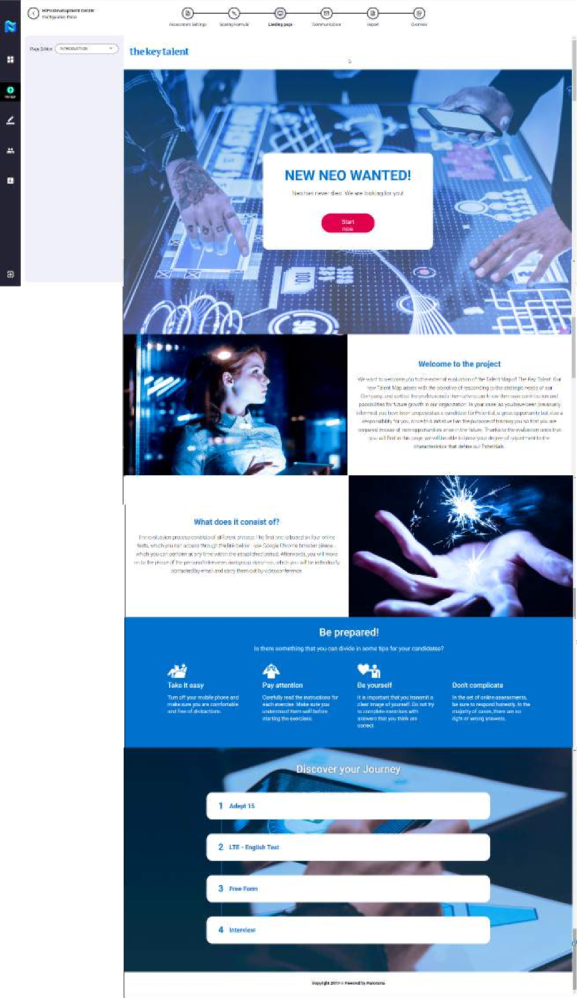 HiPo Development Center
Configuration Panel
Assessment Settings
Scoring Formula
Landing page
Communication
Report
Overview
Manage
Page Edition
INTRODUCTION
the key talent
NEW NEO WANTED!
Neo has never died. We are looking for you!
Start
now
Welcome to the project
We want to welcome you to the external evaluation of the Talent Map of The Key Talent. Our
new Talent Map arises with the objective of responding to the strategic needs of our
Company, and so that the professionals themselves can know their own contribution and
possibilities for future growth in our organization. In your case, as you have been previously
informed, you have been proposed as a candidate for Potential, a great opportunity but also a
responsibility for you, since this initiative has the purpose of training you so that you are
prepared in case of new opportunities arise in the future. Thanks to the evaluation tests that
you will find in this page, we will be able to know your degree of adjustment to the
characteristics that define our Potentials.
What does it consist of?
The evaluation process consists of different phases: The first one is based on four online
tests, which you can access through the link below - use Google Chrome browser please -
which you can perform at any time within the established period. Afterwards, you will move
on to the phase of the personal interviews and group dynamics, which you will be individually
contacted by email and carry them out by videoconference.
Be prepared!
Is there something that you can divide in some tips for your candidates?
Take it easy
Turn off your mobile phone and
make sure you are comfortable
and free of distractions.
Pay attention
Carefully read the instructions for
each exercise. Make sure you
understood them well before
starting the exercises.
Be yourself
It is important that you transmit a
clear image of yourself. Do not try
to complete exercises with
answers that you think are
correct
Don't complicate
In the set of online assessments,
be sure to respond honestly. In the
majority of cases, there are no
right or wrong answers.
Discover your Journey
1 Adept 15
2 LTE - English Test
3 Free Form
4 Interview
Copyright 2019 © Powered by Panorama